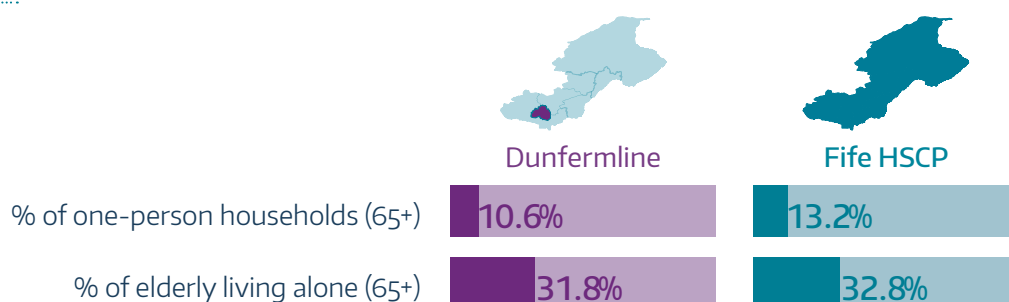 Dunfermline Fife HSCP
% of one-person households (65+) 10.6% 13.2%
% of elderly living alone (65+) 31.8% 32.8%